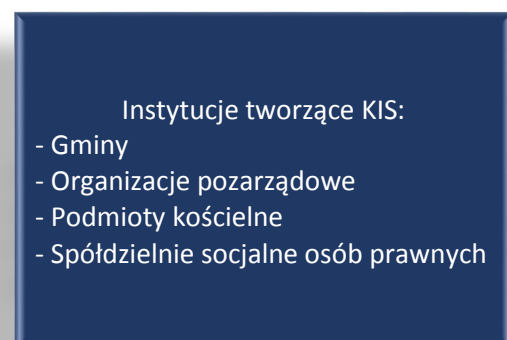 Instytucje tworzące KIS:
- Gminy
- Organizacje pozarządowe
- Podmioty kościelne
- Spółdzielnie socjalne osób prawnych